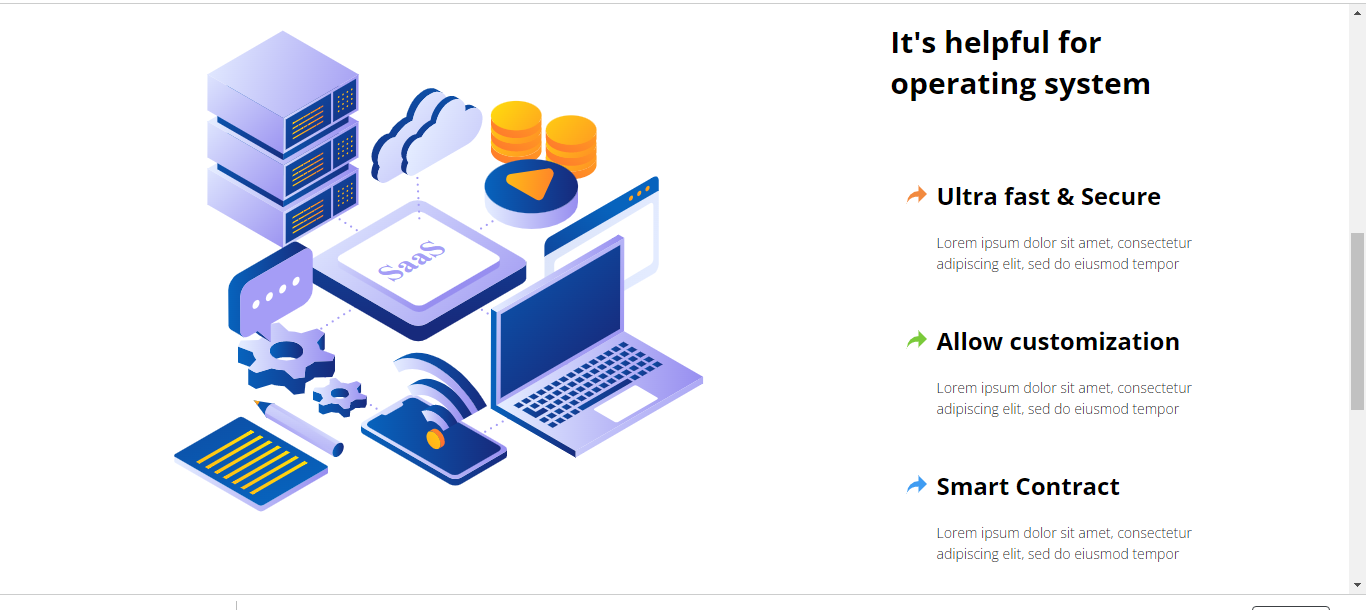 SaaS
It's helpful for
operating system
Ultra fast & Secure
Lorem ipsum dolor sit amet, consectetur
adipiscing elit, sed do eiusmod tempor
Allow customization
Lorem ipsum dolor sit amet, consectetur
adipiscing elit, sed do eiusmod tempor
Smart Contract
Lorem ipsum dolor sit amet, consectetur
adipiscing elit, sed do eiusmod tempor